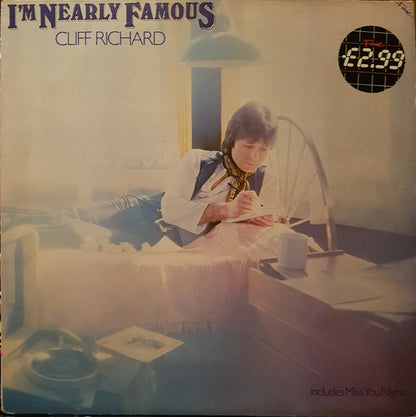 I'M NEARLY FAMOUS
CLIFF RICHARD
£2.99
includes Miss You Nights